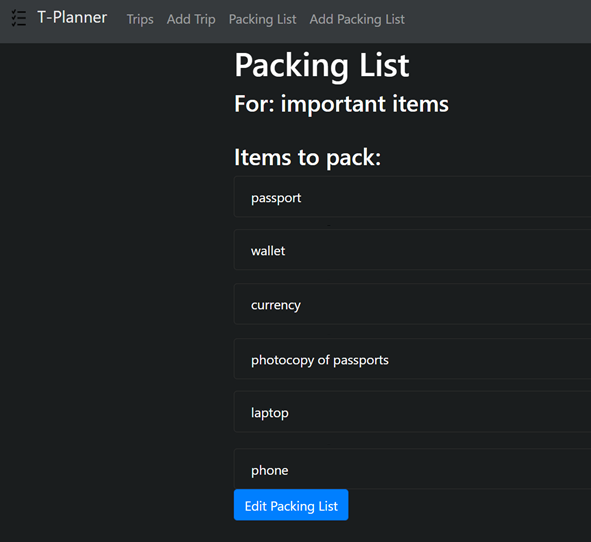 T-Planner Trips Add Trip Packing List Add Packing List
Packing List
For: important items
Items to pack:
passport
wallet
currency
photocopy of passports
laptop
phone
Edit Packing List